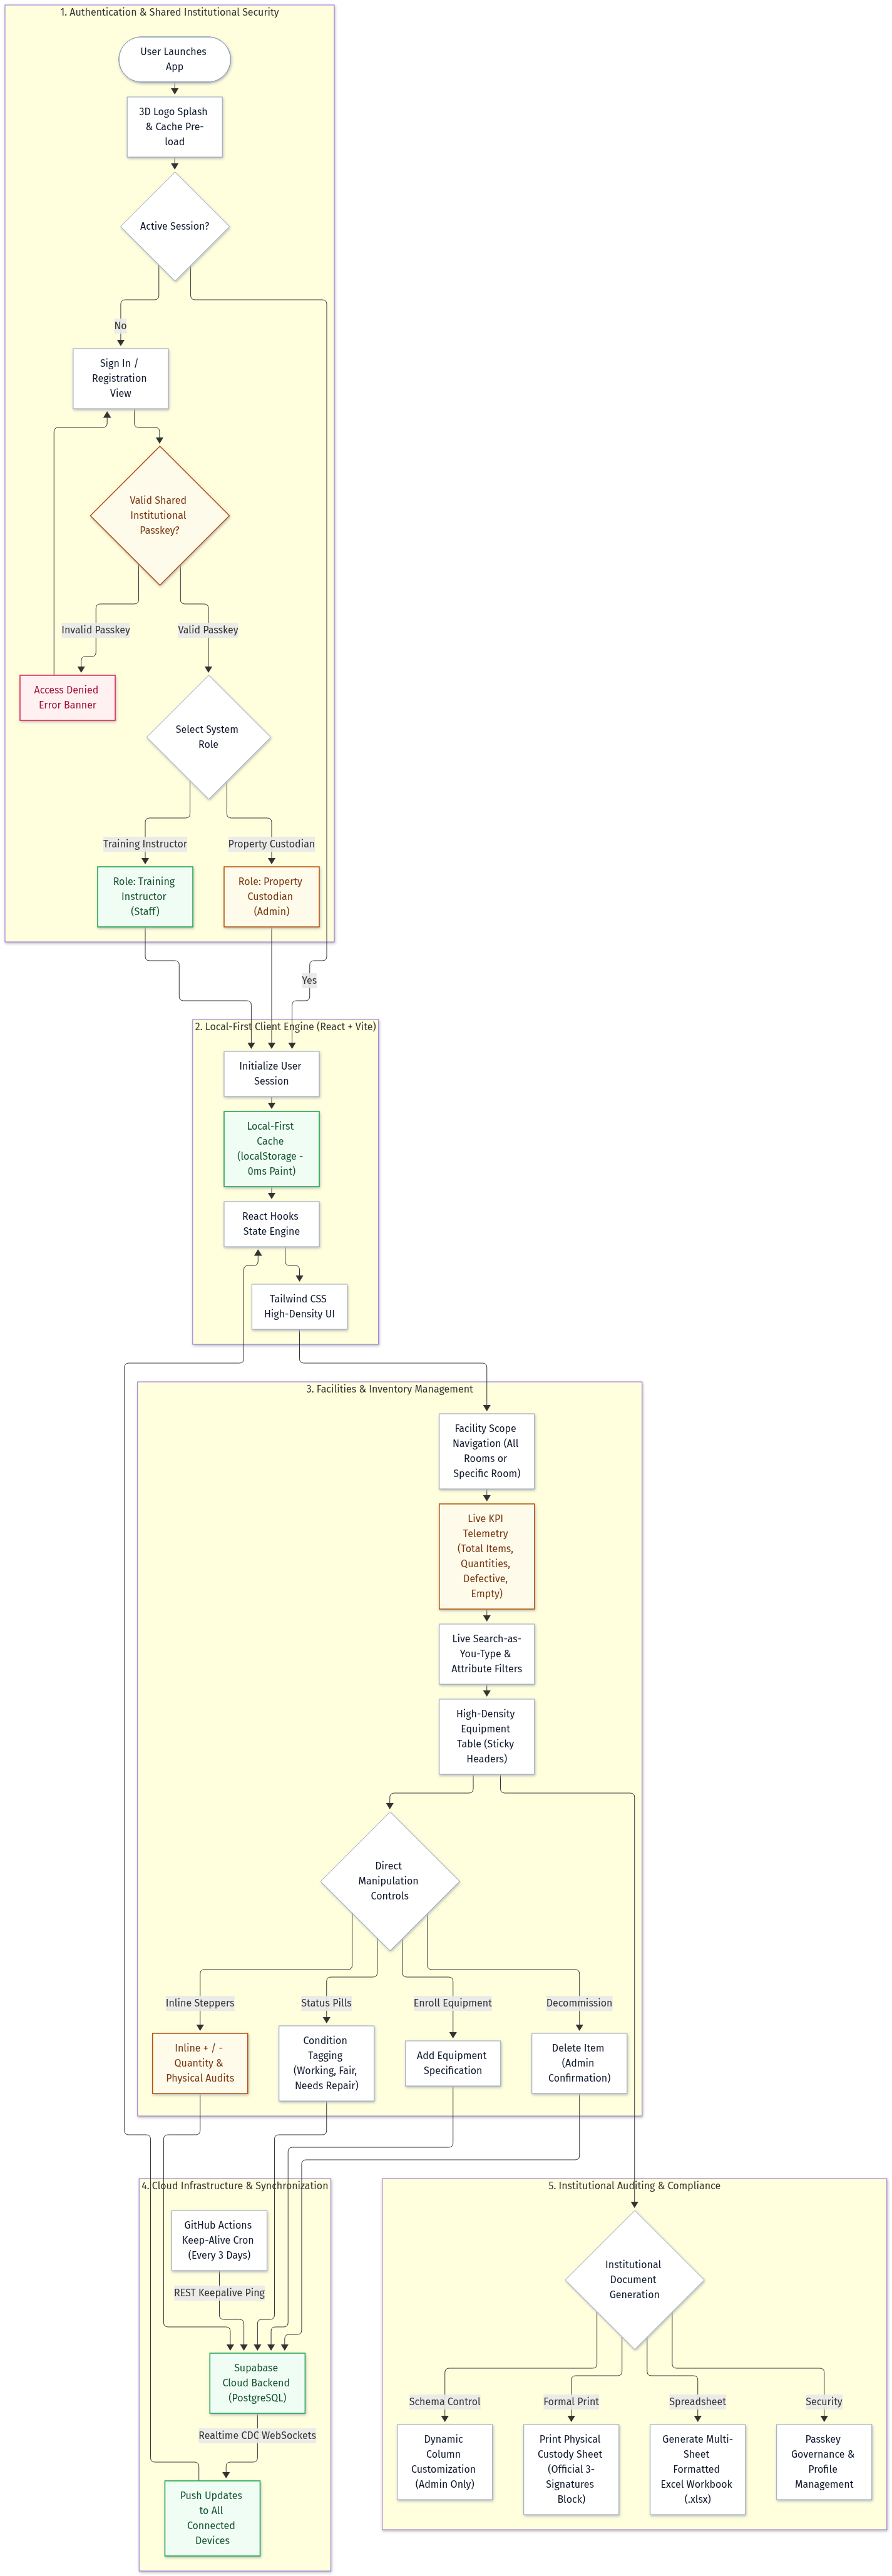 1. Authentication & Shared Institutional Security
User Launches
App
3D Logo Splash
& Cache Pre-
load
Active Session?
No
Sign In /
Registration
View
Valid Shared
Institutional
Passkey?
Invalid Passkey
Valid Passkey
Access Denied
Error Banner
Select System
Role
Training Instructor
Property Custodian
Role: Training
Instructor
(Staff)
Role: Property
Custodian
(Admin)
Yes
2. Local-First Client Engine (React + Vite)
Initialize User
Session
Local-First
Cache
(localStorage -
0ms Paint)
React Hooks
State Engine
Tailwind CSS
High-Density UI
3. Facilities & Inventory Management
Facility Scope
Navigation (All
Rooms or
Specific Room)
Live KPI
Telemetry
(Total Items,
Quantities,
Defective,
Empty)
Live Search-as-
You-Type &
Attribute Filters
High-Density
Equipment
Table (Sticky
Headers)
Direct
Manipulation
Controls
Inline Steppers
Status Pills
Enroll Equipment
Decommission
Inline + / -
Quantity &
Physical Audits
Condition
Tagging
(Working, Fair,
Needs Repair)
Add Equipment
Specification
Delete Item
(Admin
Confirmation)
4. Cloud Infrastructure & Synchronization
GitHub Actions
Keep-Alive Cron
(Every 3 Days)
REST Keepalive Ping
Supabase
Cloud Backend
(PostgreSQL)
Realtime CDC WebSockets
Push Updates
to All
Connected
Devices
5. Institutional Auditing & Compliance
Institutional
Document
Generation
Schema Control
Formal Print
Spreadsheet
Security
Dynamic
Column
Customization
(Admin Only)
Print Physical
Custody Sheet
(Official 3-
Signatures
Block)
Generate Multi-
Sheet
Formatted
Excel Workbook
(.xlsx)
Passkey
Governance &
Profile
Management